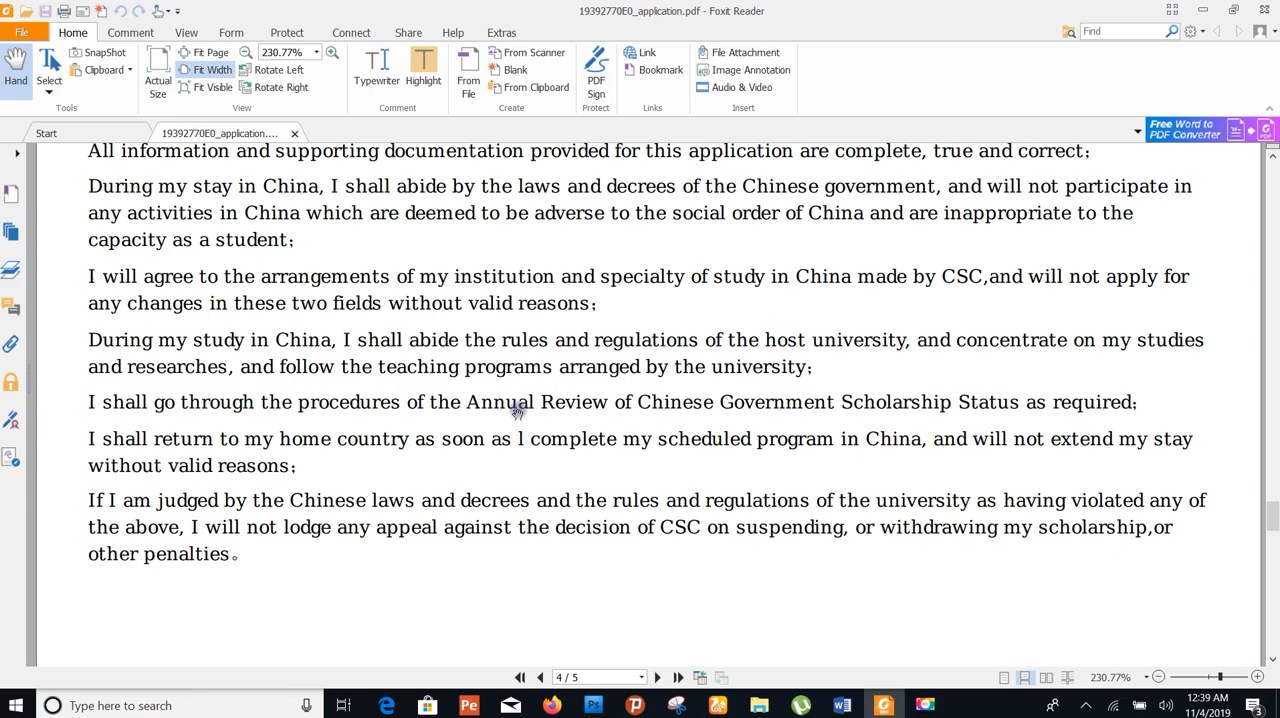 19392770E0_application.pdf - Foxit Reader
File Home Comment View Form Protect Connect Share Help Extras Find
Hand
Select
SnapShot
Clipboard
Tools
Actual Size
Fit Page
Fit Width
Fit Visible
230.77%
Rotate Left
Rotate Right
View
Typewriter
Highlight
Comment
From File
From Scanner
Blank
From Clipboard
Create
PDF Sign
Protect
Link
Bookmark
Links
File Attachment
Image Annotation
Audio & Video
Insert
Start
19392770E0_application....
Free Word to
PDF Converter
All information and supporting documentation provided for this application are complete, true and correct；
During my stay in China, I shall abide by the laws and decrees of the Chinese government, and will not participate in
any activities in China which are deemed to be adverse to the social order of China and are inappropriate to the
capacity as a student；
I will agree to the arrangements of my institution and specialty of study in China made by CSC,and will not apply for
any changes in these two fields without valid reasons；
During my study in China, I shall abide the rules and regulations of the host university, and concentrate on my studies
and researches, and follow the teaching programs arranged by the university；
I shall go through the procedures of the Annual Review of Chinese Government Scholarship Status as required；
I shall return to my home country as soon as l complete my scheduled program in China, and will not extend my stay
without valid reasons；
If I am judged by the Chinese laws and decrees and the rules and regulations of the university as having violated any of
the above, I will not lodge any appeal against the decision of CSC on suspending, or withdrawing my scholarship,or
other penalties。
4 / 5
230.77%
Type here to search
12:39 AM
11/4/2019
3